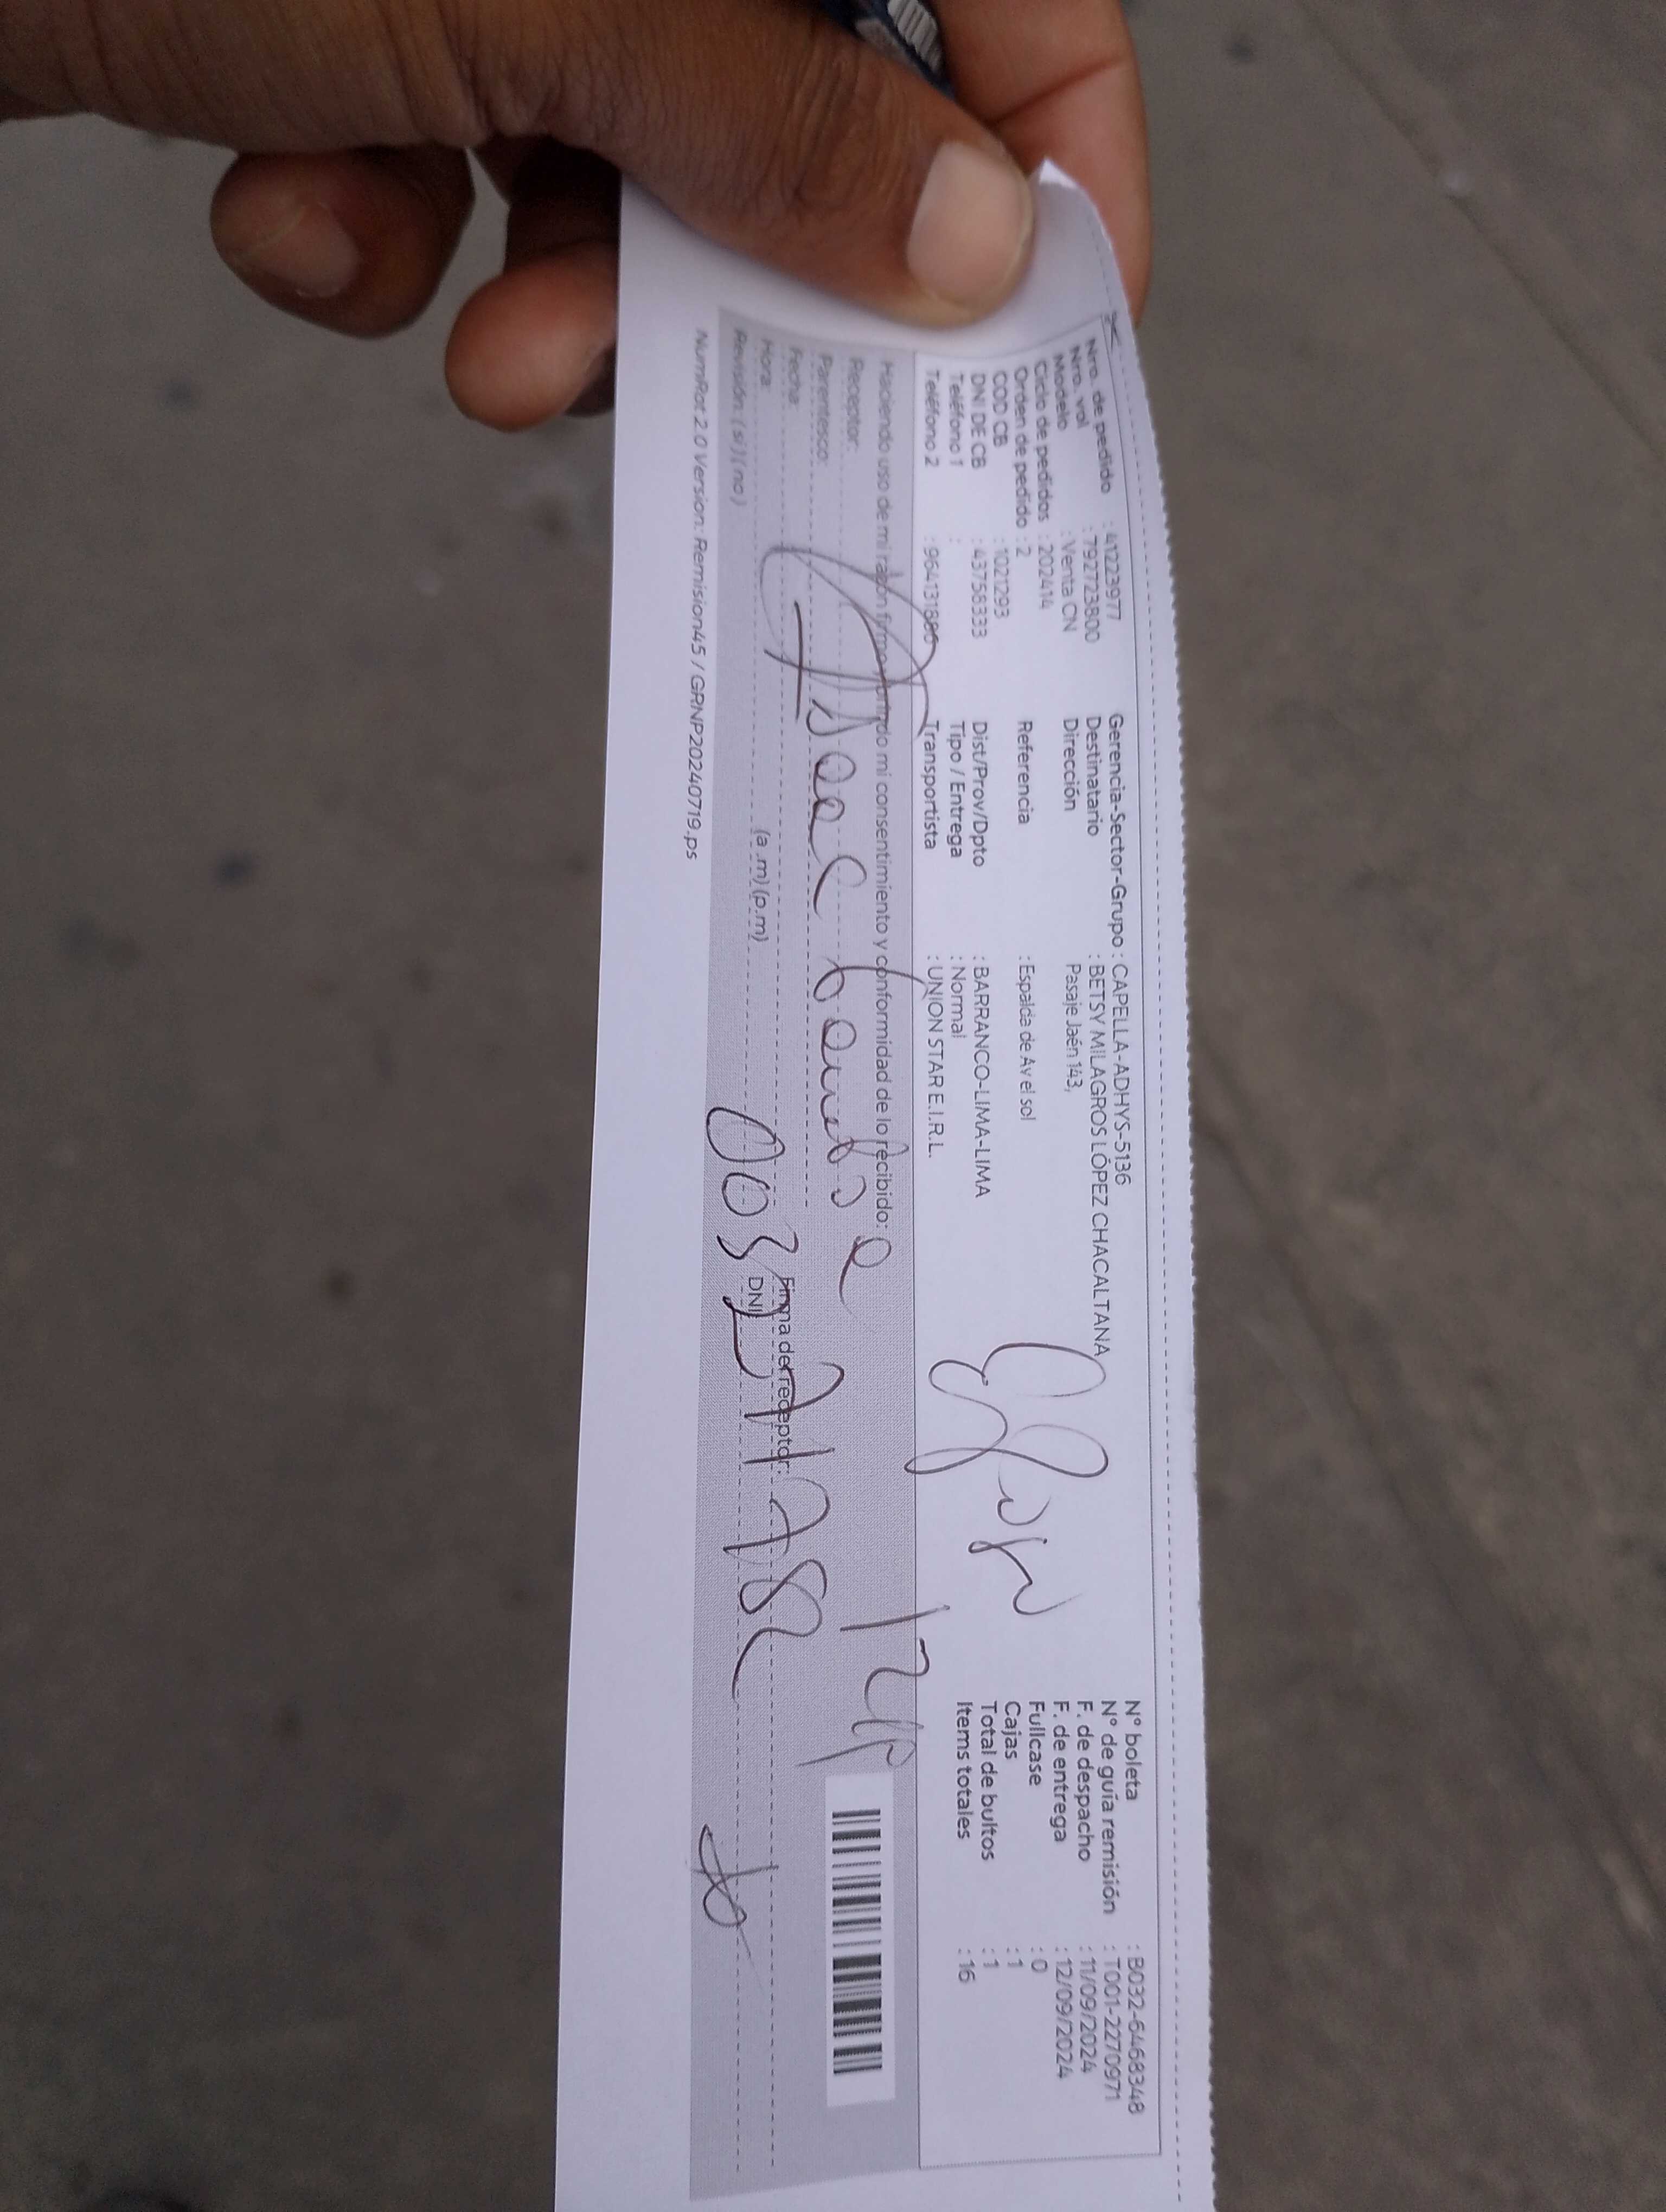 Nro. de pedido : 41223977
Nro. val : 792723800
Modelo : Venta CN
Ciclo de pedidos : 202414
Orden de pedido : 2
COD CB : 1021293
DNI DE CB : 43758333
Teléfono 1 :
Teléfono 2 : 964131886
Gerencia-Sector-Grupo : CAPELLA-ADHYS-5136
Destinatario : BETSY MILAGROS LÓPEZ CHACALTANA
Dirección Pasaje Jaén 143,
Referencia : Espalda de Av el sol
Dist/Prov/Dpto : BARRANCO-LIMA-LIMA
Tipo / Entrega : Normal
Transportista : UNION STAR E.I.R.L.
N° boleta : B032-6468348
N° de guía remisión : T001-2270971
F. de despacho : 11/09/2024
F. de entrega : 12/09/2024
Fullcase : 0
Cajas : 1
Total de bultos : 1
Items totales : 16
Haciendo uso de mi razón firmo dando mi consentimiento y conformidad de lo recibido:
Receptor:
Parentesco:
Fecha:
Hora: (a .m) (p.m)
Revisión: ( si ) ( no )
Firma del receptor:
DNI
12p
NumRot 2.0 Version: Remision45 / GRNP20240719.ps